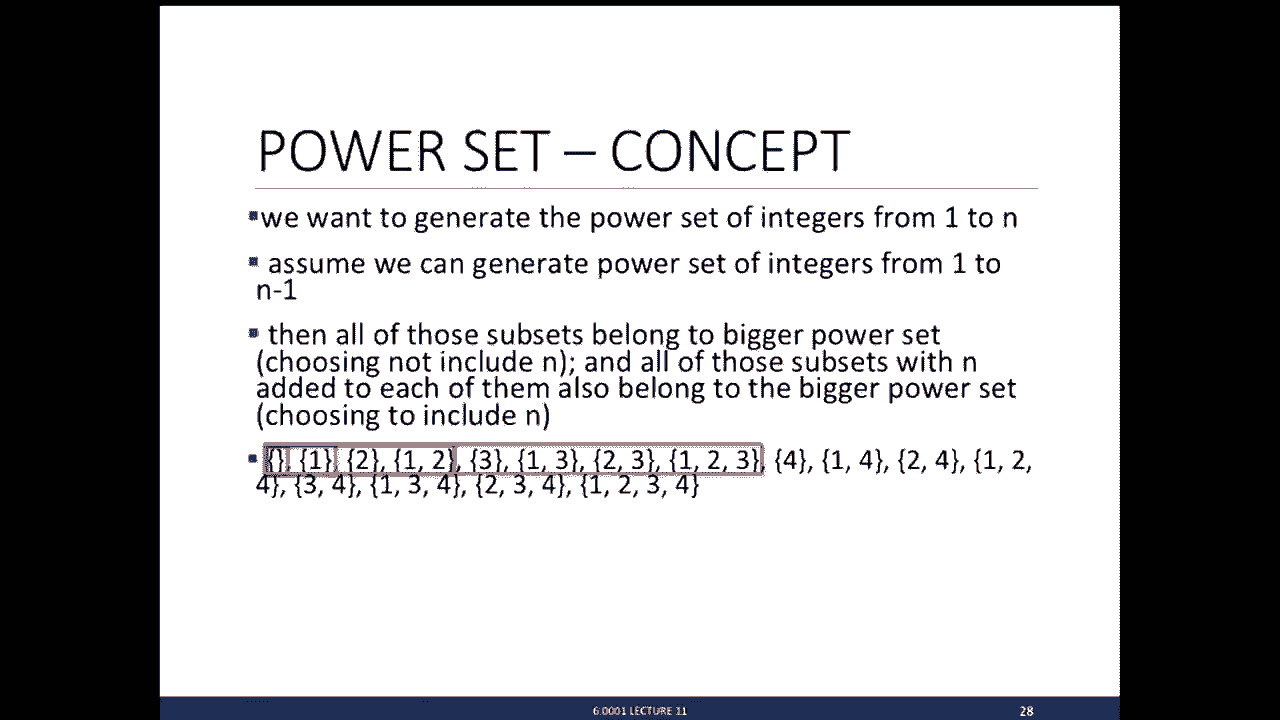 POWER SET – CONCEPT
▪we want to generate the power set of integers from 1 to n
▪ assume we can generate power set of integers from 1 to
n-1
▪ then all of those subsets belong to bigger power set
(choosing not include n); and all of those subsets with n
added to each of them also belong to the bigger power set
(choosing to include n)
▪ {}, {1}, {2}, {1, 2}, {3}, {1, 3}, {2, 3}, {1, 2, 3}, {4}, {1, 4}, {2, 4}, {1, 2,
4}, {3, 4}, {1, 3, 4}, {2, 3, 4}, {1, 2, 3, 4}
6.0001 LECTURE 11
28